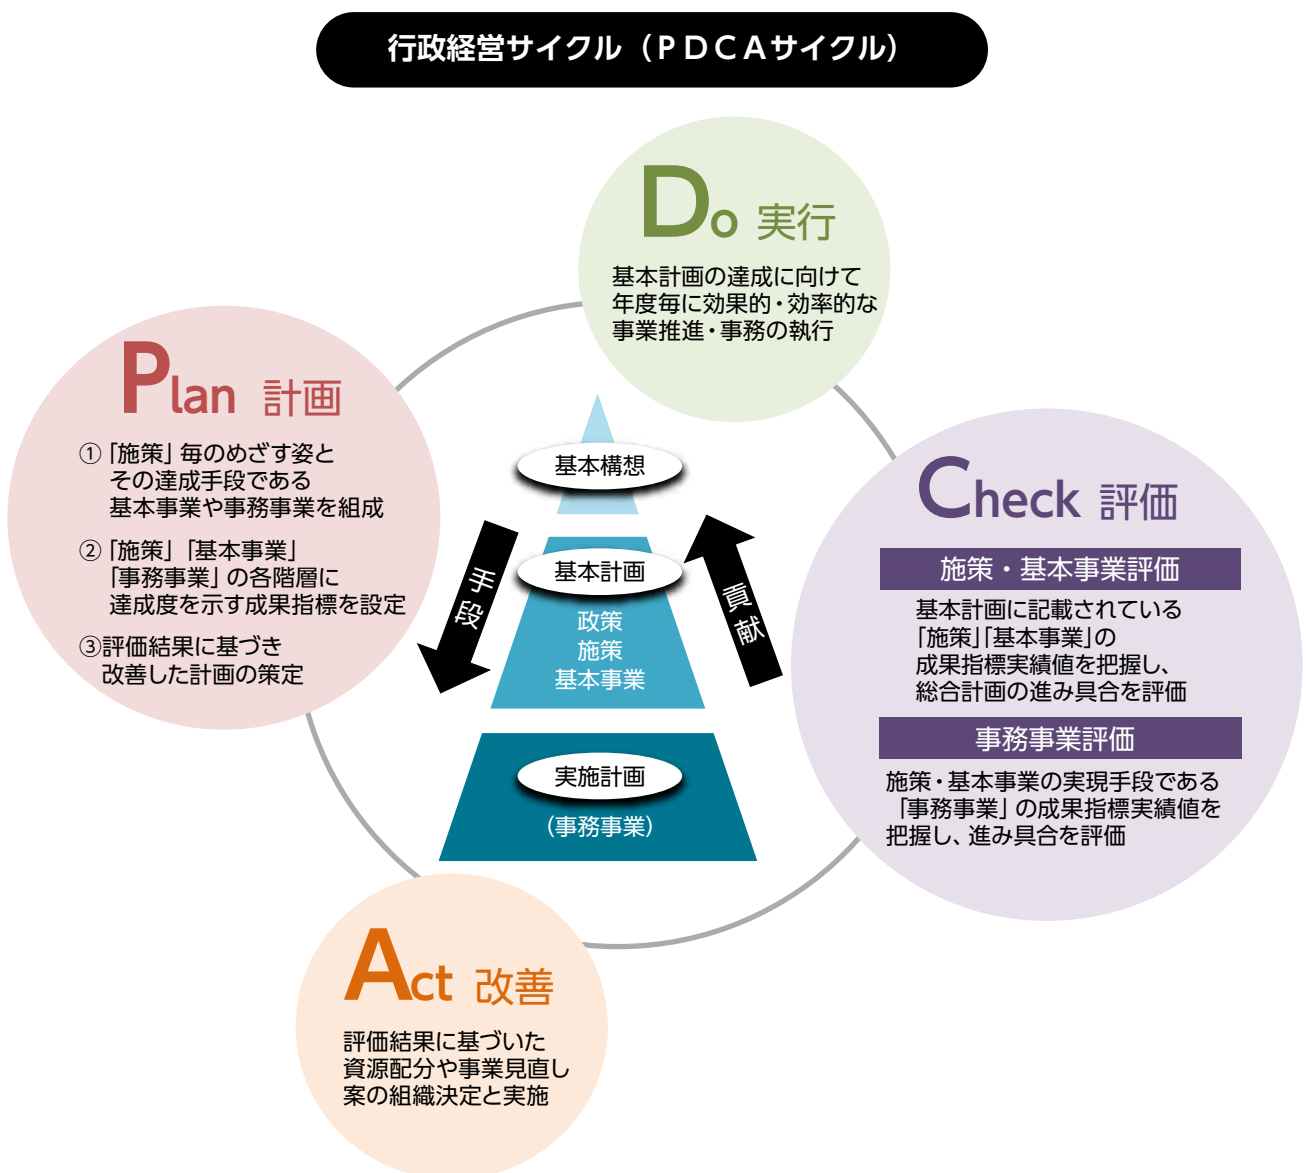 行政経営サイクル（ＰＤＣＡサイクル）
Do 実行
基本計画の達成に向けて
年度毎に効果的・効率的な
事業推進・事務の執行
Plan 計画
①「施策」毎のめざす姿と
その達成手段である
基本事業や事務事業を組成
②「施策」「基本事業」
「事務事業」の各階層に
達成度を示す成果指標を設定
③評価結果に基づき
改善した計画の策定
基本構想
手段
基本計画
政策
施策
基本事業
貢献
実施計画
（事務事業）
Check 評価
施策・基本事業評価
基本計画に記載されている
「施策」「基本事業」の
成果指標実績値を把握し、
総合計画の進み具合を評価
事務事業評価
施策・基本事業の実現手段である
「事務事業」の成果指標実績値を
把握し、進み具合を評価
Act 改善
評価結果に基づいた
資源配分や事業見直し
案の組織決定と実施